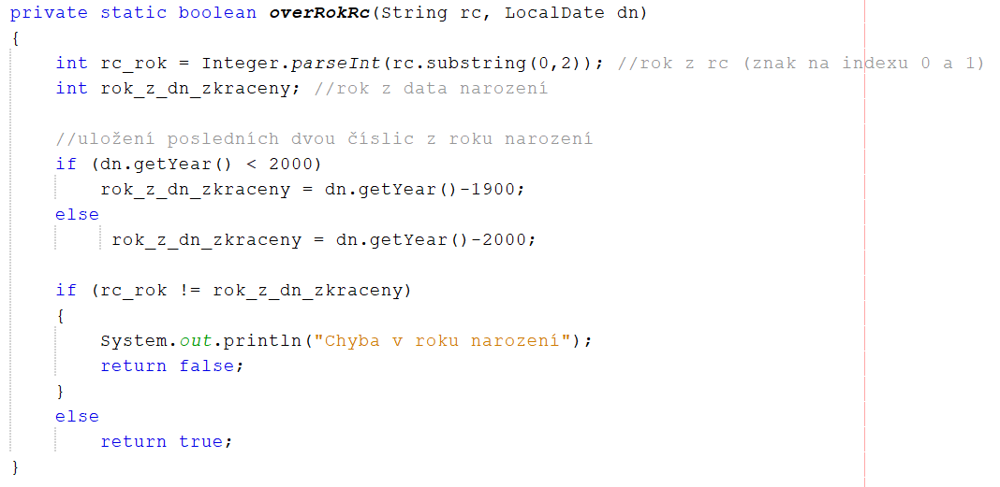 private static boolean overRokRc(String rc, LocalDate dn)
{
    int rc_rok = Integer.parseInt(rc.substring(0,2)); //rok z rc (znak na indexu 0 a 1)
    int rok_z_dn_zkraceny; //rok z data narození

    //uložení posledních dvou číslic z roku narození
    if (dn.getYear() < 2000)
        rok_z_dn_zkraceny = dn.getYear()-1900;
    else
         rok_z_dn_zkraceny = dn.getYear()-2000;

    if (rc_rok != rok_z_dn_zkraceny)
    {
        System.out.println("Chyba v roku narození");
        return false;
    }
    else
        return true;
}